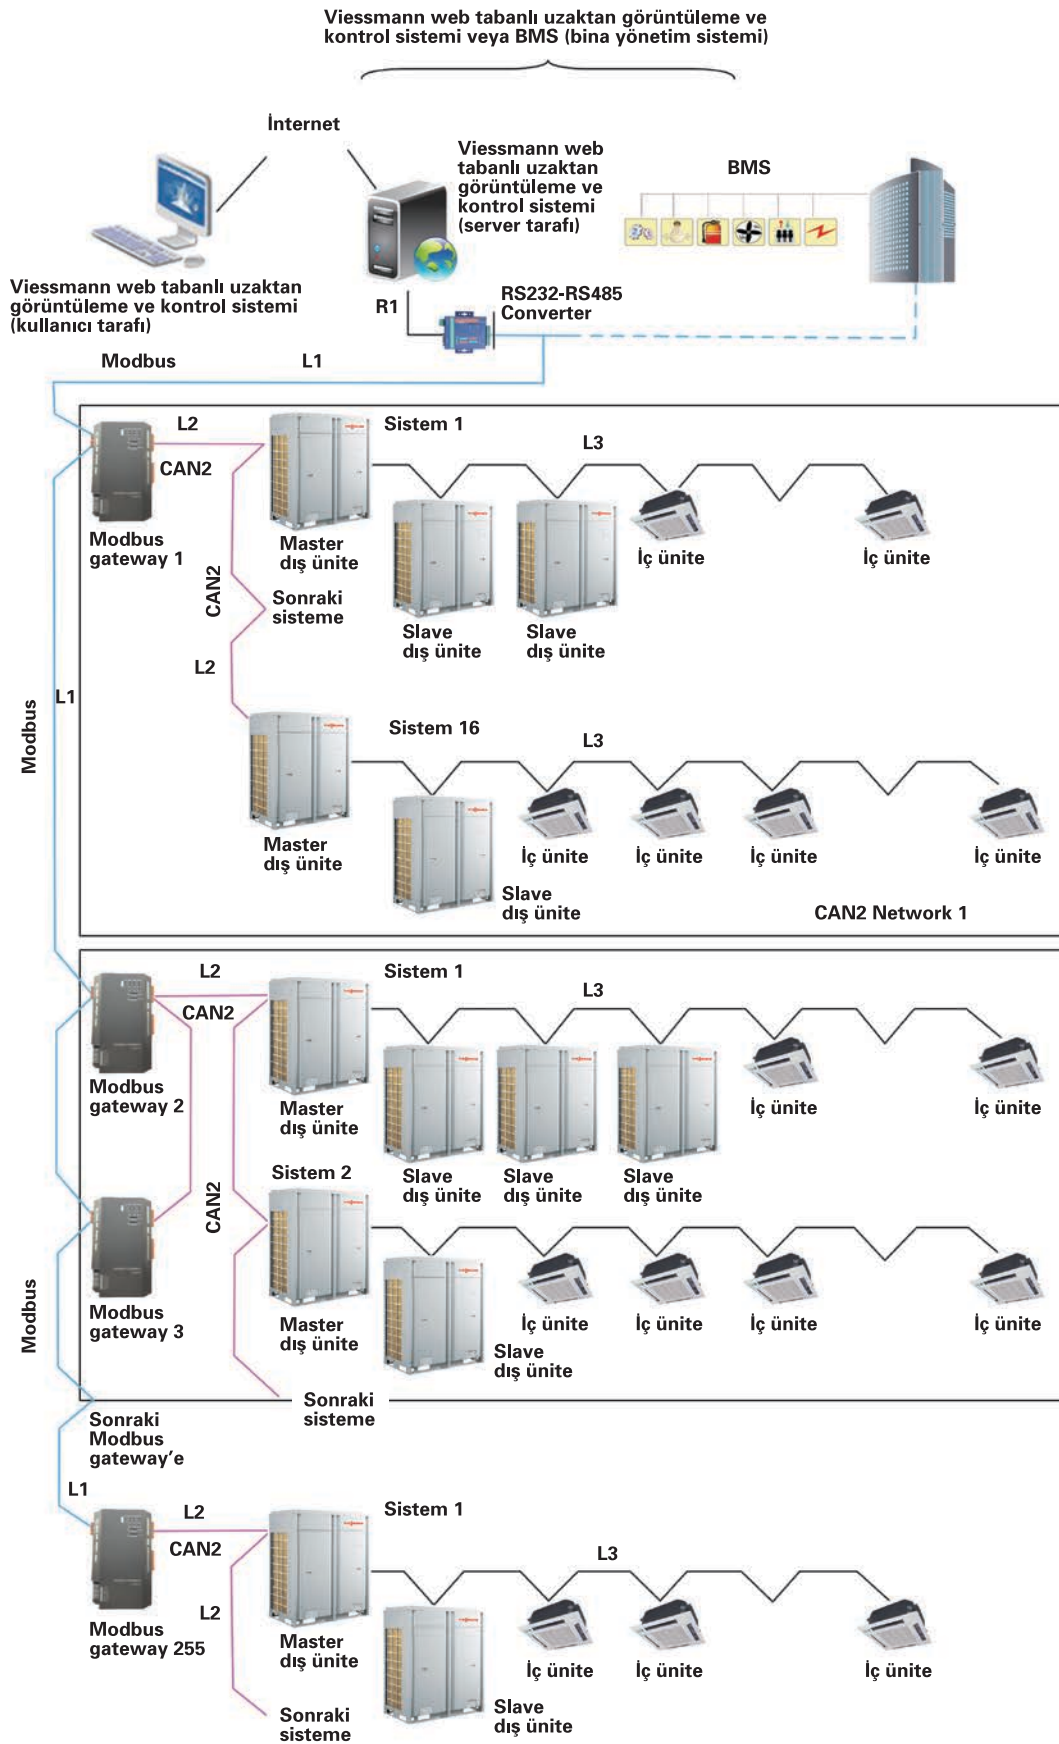 Viessmann web tabanlı uzaktan görüntüleme ve
kontrol sistemi veya BMS (bina yönetim sistemi)
İnternet
Viessmann web
tabanlı uzaktan
görüntüleme ve
kontrol sistemi
(server tarafı)
BMS
Viessmann web tabanlı uzaktan
görüntüleme ve kontrol sistemi
(kullanıcı tarafı)
R1
RS232-RS485
Converter
Modbus
L1
L2
CAN2
Sistem 1
L3
Modbus
gateway 1
Master
dış ünite
İç ünite
İç ünite
CAN2
Sonraki
sisteme
Slave
dış ünite
Slave
dış ünite
L2
L1
Modbus
Sistem 16
L3
Master
dış ünite
İç ünite
İç ünite
İç ünite
İç ünite
Slave
dış ünite
CAN2 Network 1
L2
CAN2
Sistem 1
L3
Modbus
gateway 2
Master
dış ünite
İç ünite
İç ünite
Slave
dış ünite
Slave
dış ünite
Slave
dış ünite
Sistem 2
CAN2
Modbus
Modbus
gateway 3
Master
dış ünite
İç ünite
İç ünite
İç ünite
İç ünite
Slave
dış ünite
Sonraki
sisteme
Sonraki
Modbus
gateway'e
L1
L2
CAN2
Sistem 1
L3
L2
Modbus
gateway 255
Master
dış ünite
İç ünite
İç ünite
İç ünite
Slave
dış ünite
Sonraki
sisteme